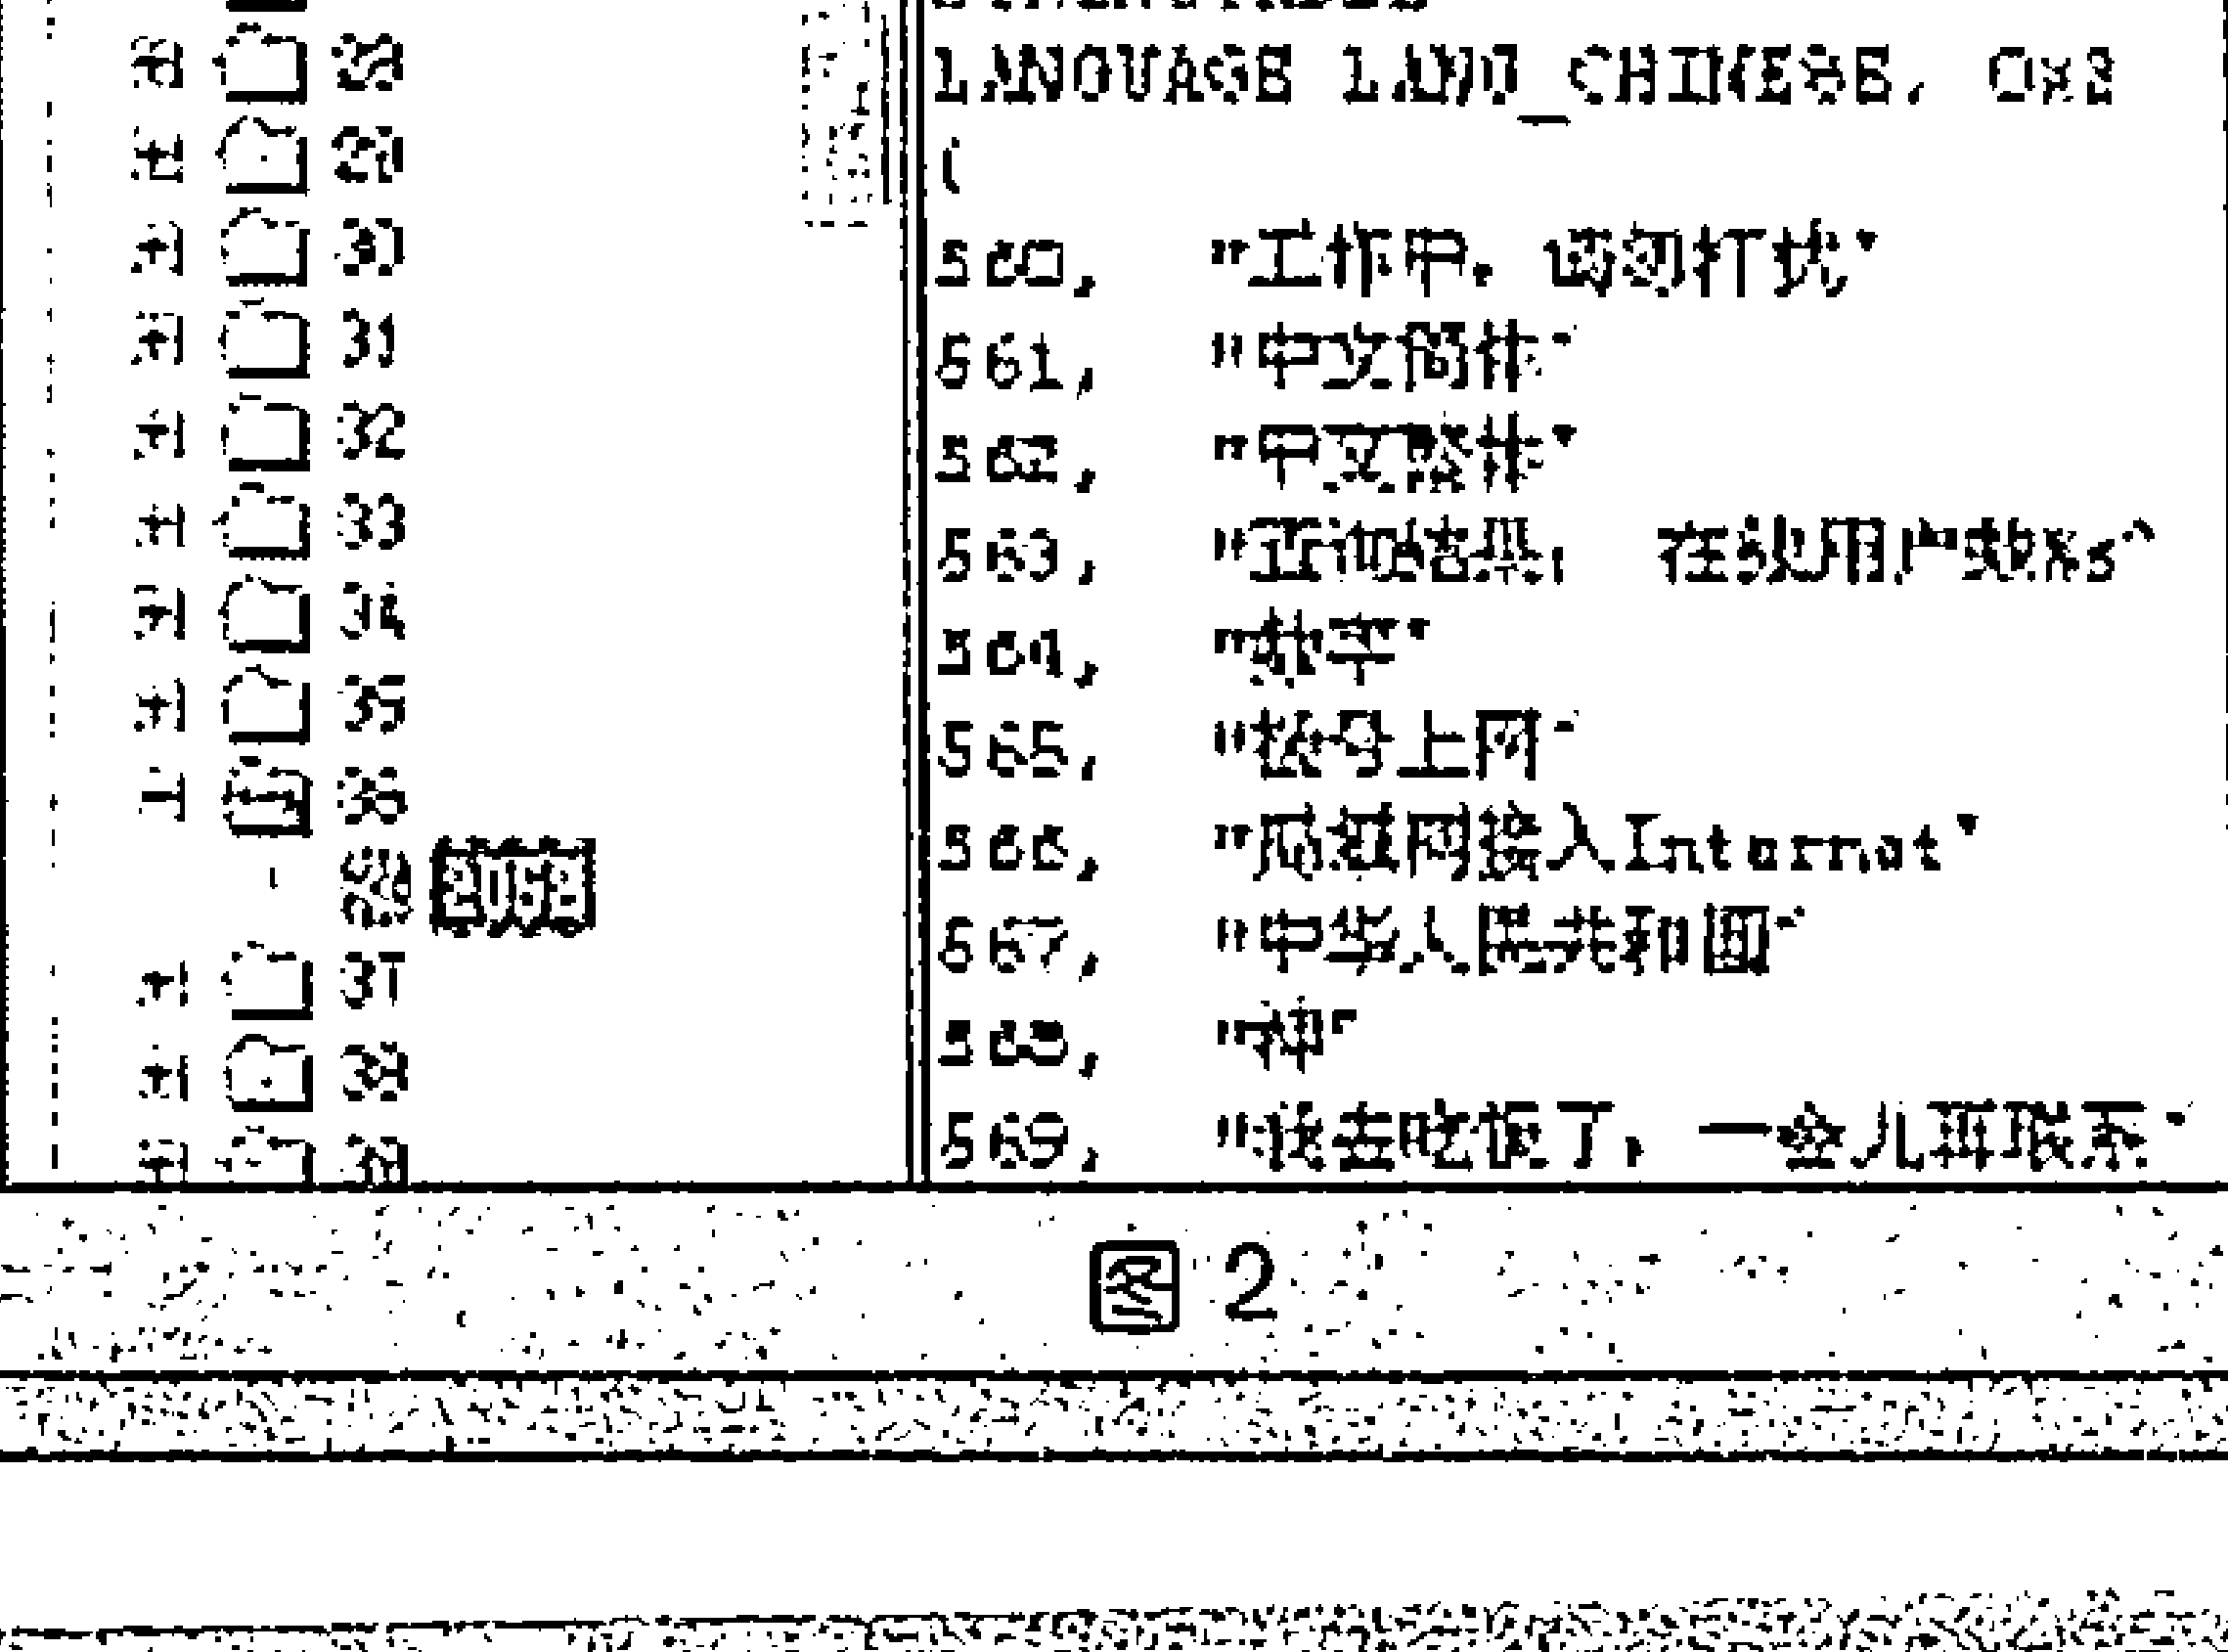 LANGUAGE LANG_CHINESE, 0x2
28
29
30
31
32
33
34
35
36
2052
37
38
39
560, "工作中，请勿打扰"
561, "中文简体"
562, "中文繁体"
563, "查询结果： 在线用户数%s"
564,
565, "拨号上网"
566, "局域网接入Internet"
567, "中华人民共和国"
568,
569, "我去吃饭了，一会儿再联系"
图 2